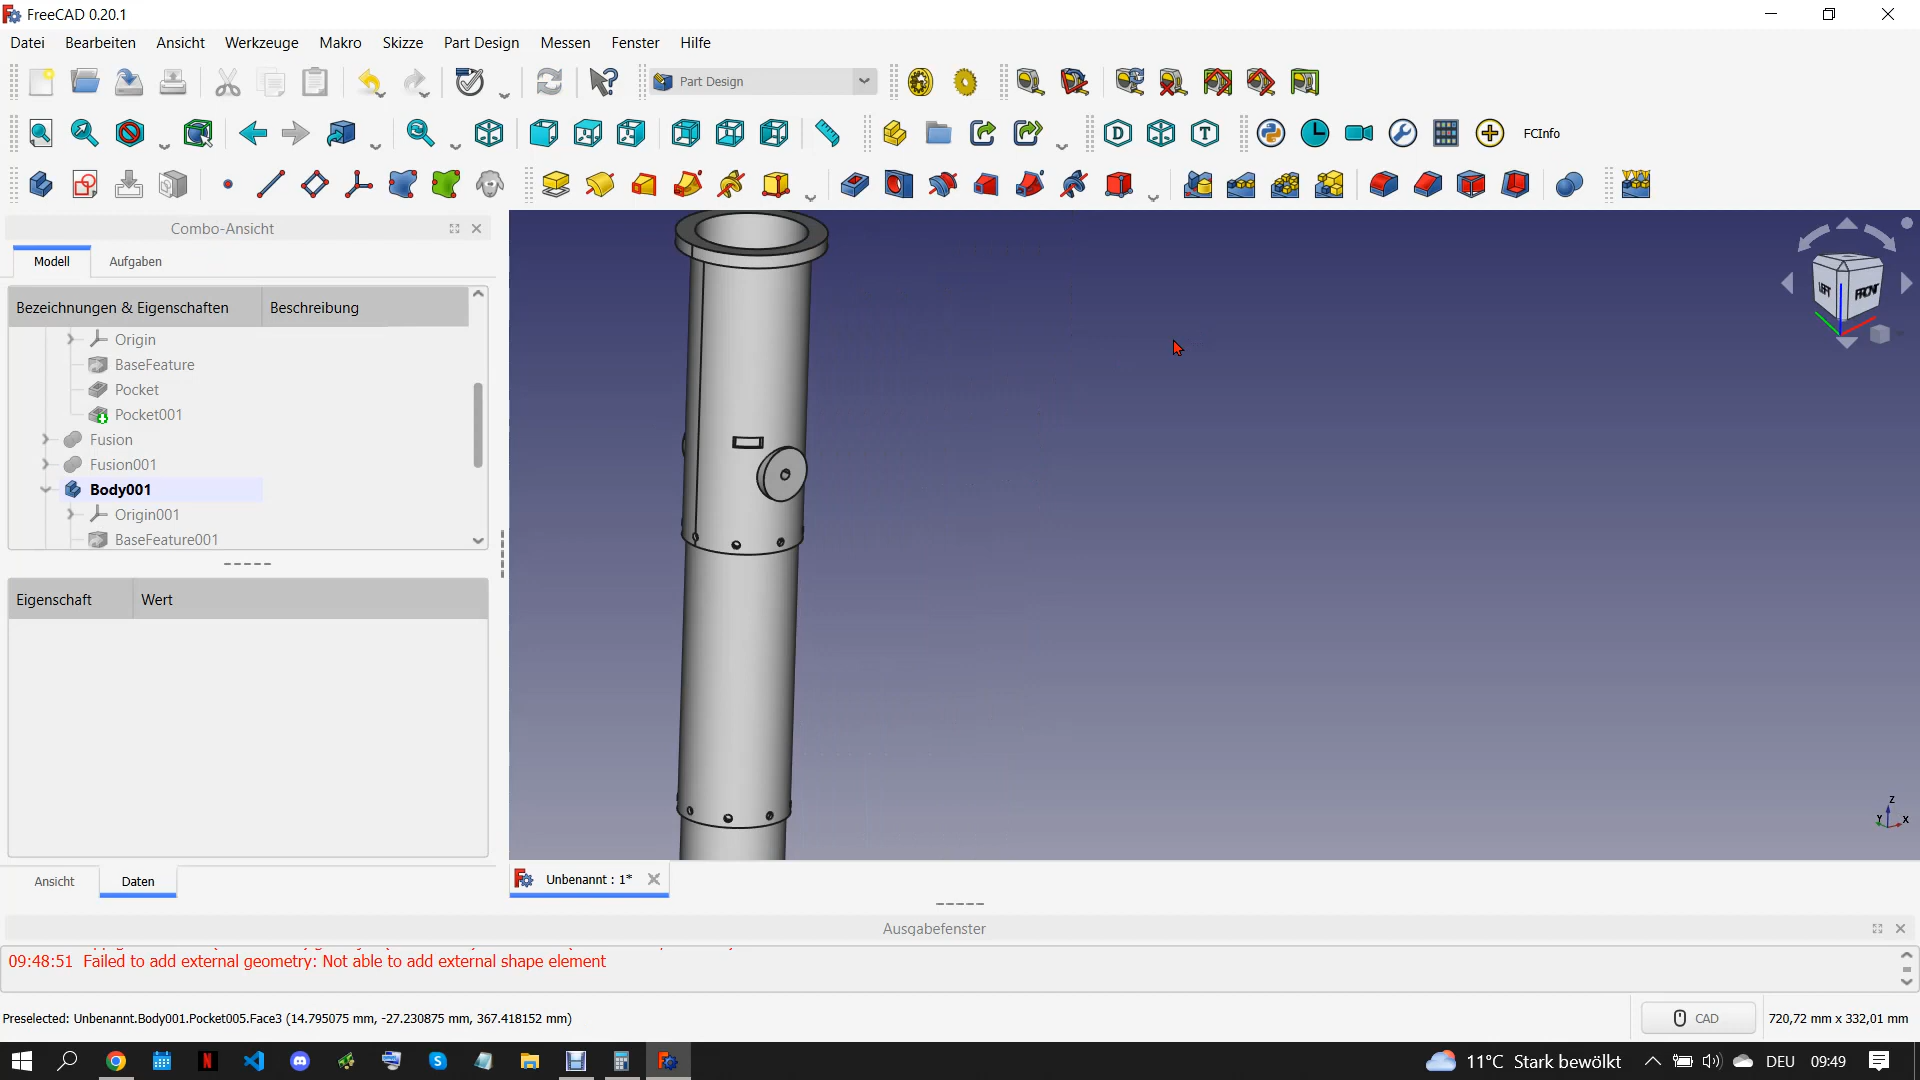 FreeCAD 0.20.1
Datei Bearbeiten Ansicht Werkzeuge Makro Skizze Part Design Messen Fenster Hilfe
Part Design
D T FCInfo
Combo-Ansicht
Modell Aufgaben
Bezeichnungen & Eigenschaften Beschreibung
Origin
BaseFeature
Pocket
Pocket001
Fusion
Fusion001
Body001
Origin001
BaseFeature001
Eigenschaft Wert
Ansicht Daten
LEFT FRONT
Z
Y X
Unbenannt : 1*
Ausgabefenster
09:48:51 Failed to add external geometry: Not able to add external shape element
Preselected: Unbenannt.Body001.Pocket005.Face3 (14.795075 mm, -27.230875 mm, 367.418152 mm)
CAD 720,72 mm x 332,01 mm
11°C Stark bewölkt DEU 09:49